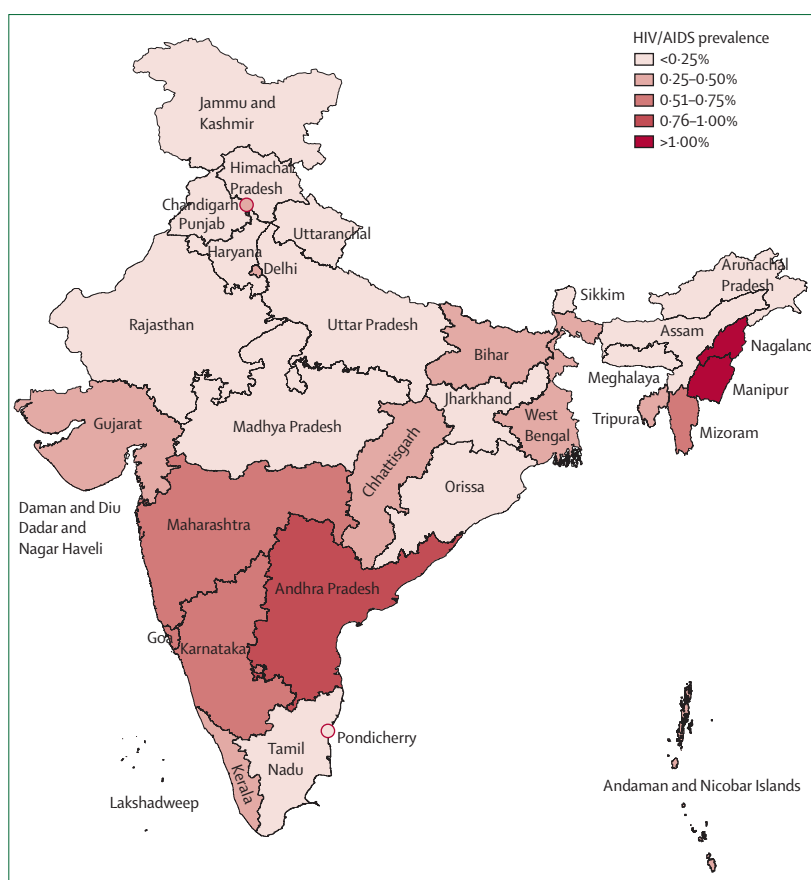 HIV/AIDS prevalence
<0·25%
0·25–0·50%
0·51–0·75%
0·76–1·00%
>1·00%
Jammu and
Kashmir
Himachal
Pradesh
Chandigarh
Punjab
Uttaranchal
Haryana
Delhi
Arunachal
Pradesh
Sikkim
Rajasthan
Uttar Pradesh
Assam
Nagaland
Bihar
Meghalaya
Manipur
Jharkhand
Gujarat
Madhya Pradesh
West
Bengal
Tripura
Mizoram
Chhattisgarh
Orissa
Daman and Diu
Dadar and
Nagar Haveli
Maharashtra
Andhra Pradesh
Goa
Karnataka
Pondicherry
Tamil
Nadu
Kerala
Lakshadweep
Andaman and Nicobar Islands